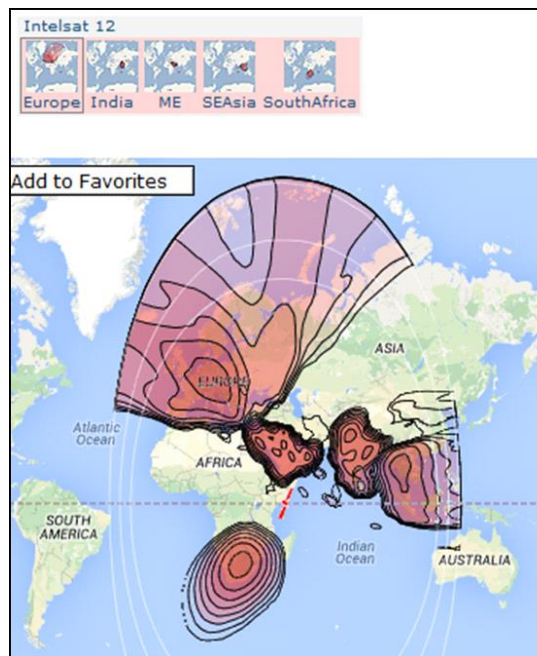 Intelsat 12
Europe India ME SEAsia SouthAfrica
Add to Favorites
ASIA
EUROPE
Atlantic
Ocean
AFRICA
SOUTH
AMERICA
Indian
Ocean
AUSTRALIA